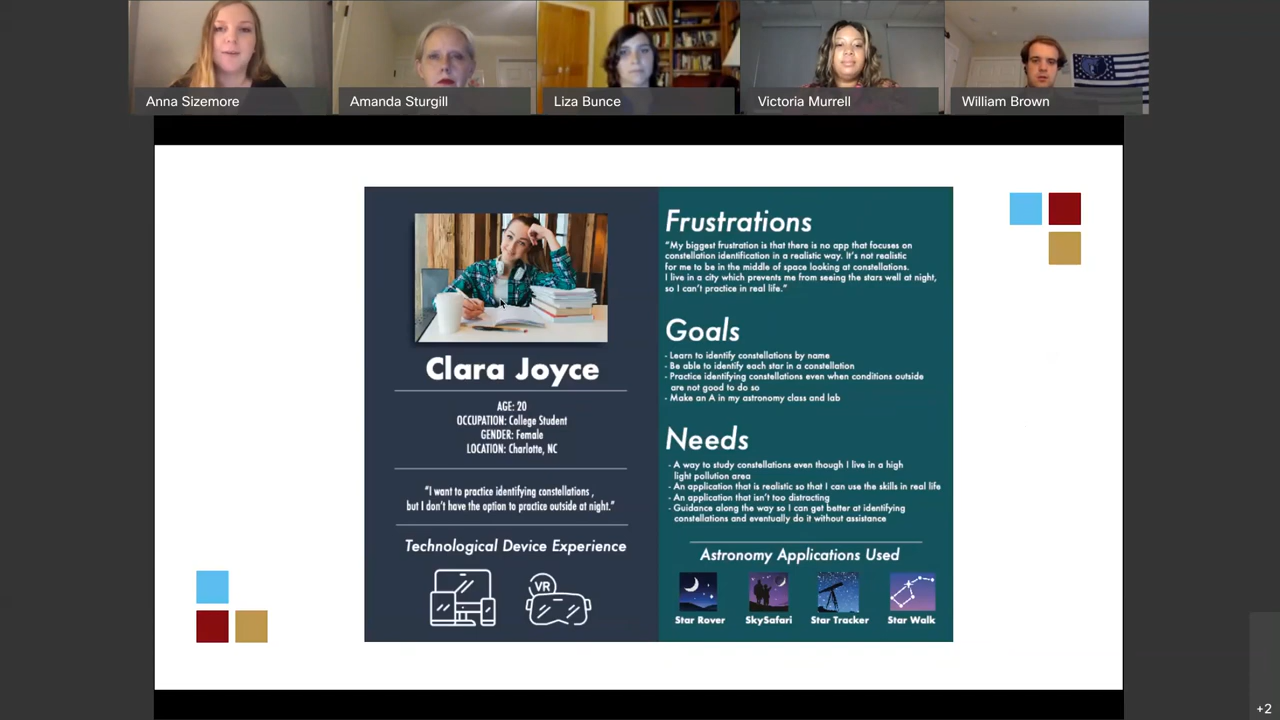 Anna Sizemore
Amanda Sturgill
Liza Bunce
Victoria Murrell
William Brown
Clara Joyce
AGE: 20
OCCUPATION: College Student
GENDER: Female
LOCATION: Charlotte, NC
“I want to practice identifying constellations ,
but I don’t have the option to practice outside at night.”
Technological Device Experience
VR
Frustrations
“My biggest frustration is that there is no app that focuses on
constellation identification in a realistic way. It’s not realistic
for me to be in the middle of space looking at constellations.
I live in a city which prevents me from seeing the stars well at night,
so I can’t practice in real life.”
Goals
- Learn to identify constellations by name
- Be able to identify each star in a constellation
- Practice identifying constellations even when conditions outside
are not good to do so
- Make an A in my astronomy class and lab
Needs
- A way to study constellations even though I live in a high
light pollution area
- An application that is realistic so that I can use the skills in real life
- An application that isn’t too distracting
- Guidance along the way so I can get better at identifying
constellations and eventually do it without assistance
Astronomy Applications Used
Star Rover
SkySafari
Star Tracker
Star Walk
+2